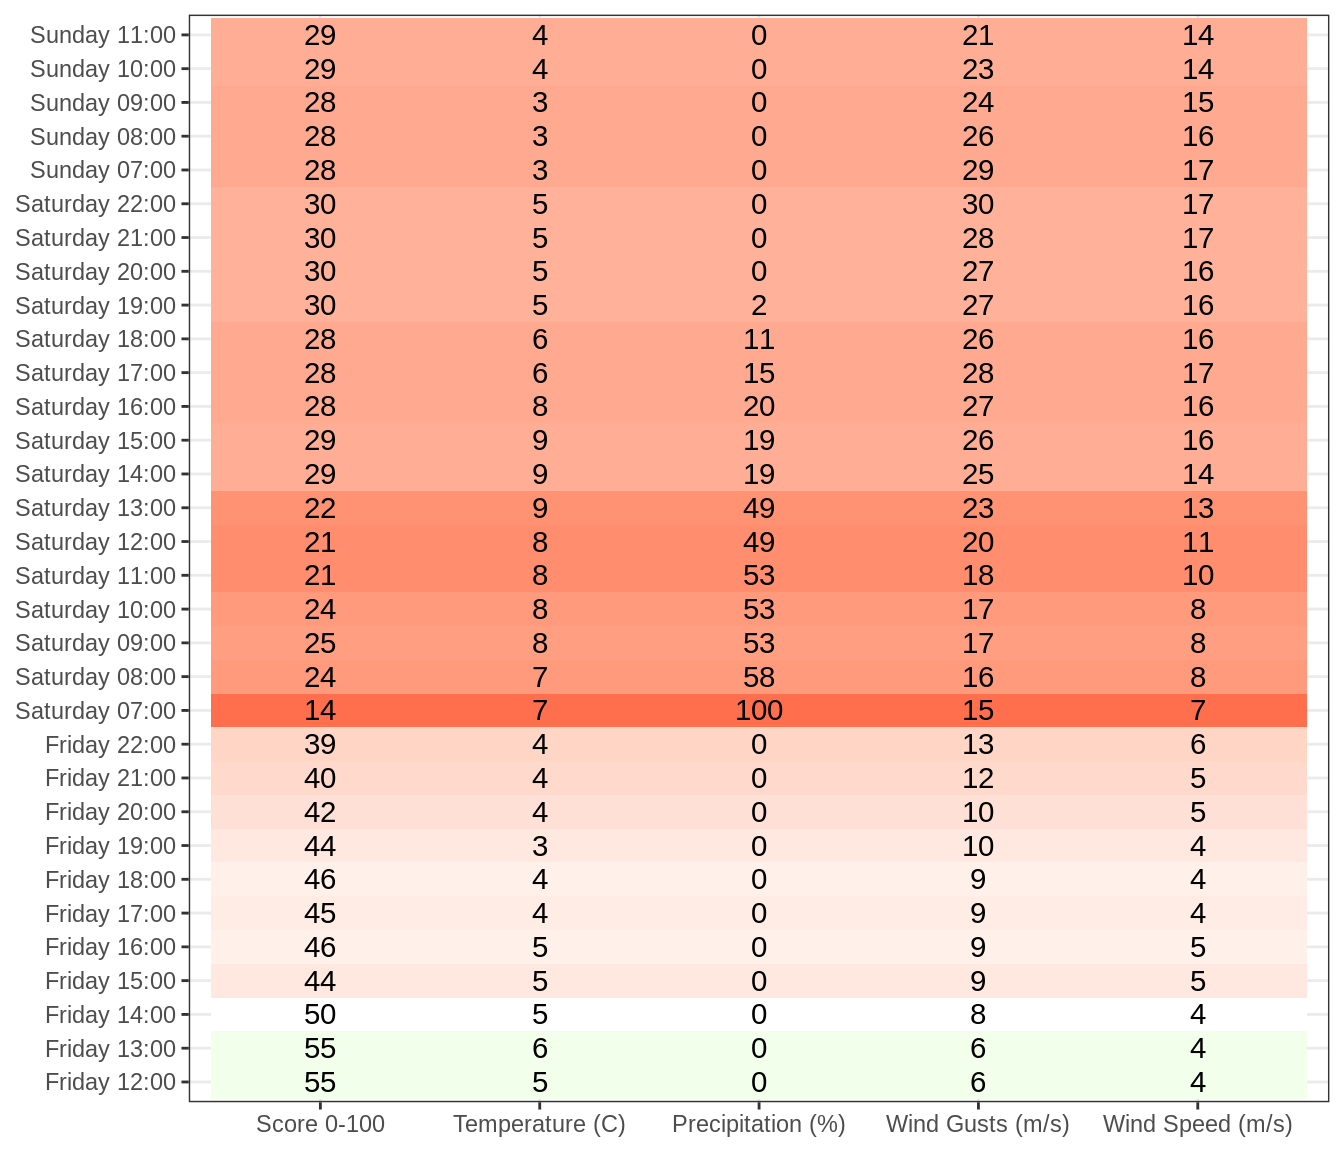 Sunday 11:00 29 4 0 21 14
Sunday 10:00 29 4 0 23 14
Sunday 09:00 28 3 0 24 15
Sunday 08:00 28 3 0 26 16
Sunday 07:00 28 3 0 29 17
Saturday 22:00 30 5 0 30 17
Saturday 21:00 30 5 0 28 17
Saturday 20:00 30 5 0 27 16
Saturday 19:00 30 5 2 27 16
Saturday 18:00 28 6 11 26 16
Saturday 17:00 28 6 15 28 17
Saturday 16:00 28 8 20 27 16
Saturday 15:00 29 9 19 26 16
Saturday 14:00 29 9 19 25 14
Saturday 13:00 22 9 49 23 13
Saturday 12:00 21 8 49 20 11
Saturday 11:00 21 8 53 18 10
Saturday 10:00 24 8 53 17 8
Saturday 09:00 25 8 53 17 8
Saturday 08:00 24 7 58 16 8
Saturday 07:00 14 7 100 15 7
Friday 22:00 39 4 0 13 6
Friday 21:00 40 4 0 12 5
Friday 20:00 42 4 0 10 5
Friday 19:00 44 3 0 10 4
Friday 18:00 46 4 0 9 4
Friday 17:00 45 4 0 9 4
Friday 16:00 46 5 0 9 5
Friday 15:00 44 5 0 9 5
Friday 14:00 50 5 0 8 4
Friday 13:00 55 6 0 6 4
Friday 12:00 55 5 0 6 4
Score 0-100 Temperature (C) Precipitation (%) Wind Gusts (m/s) Wind Speed (m/s)